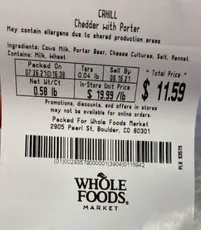 CAHILL
Cheddar with Porter
May contain allergens due to shared production areas
Ingredients: Cows Milk, Porter Beer, Cheese Cultures, Salt, Rennet
Contains: Milk, Wheat
Packed On Tare Sell By * Total Price *
07.26.21 15:38 0.04 lb 08.16.21
Net Wt/Ct In-Store Unit Price $ 11.59
0.58 lb $ 19.99 /lb
Promotions, discounts, and offers in stores
may not be available for online orders.
Packed For Whole Foods Market
2905 Pearl St, Boulder, CO 80301
WHOLE
FOODS
MARKET